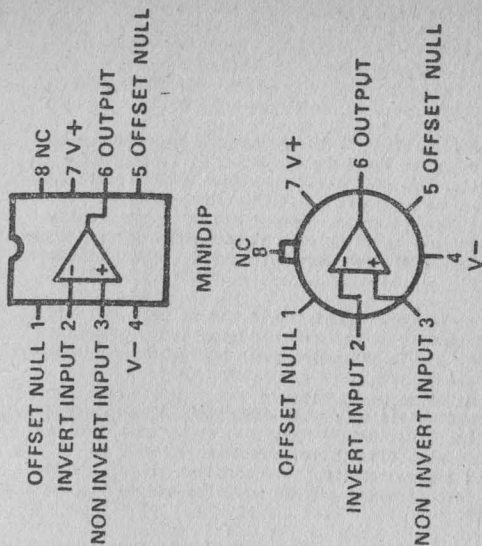 OFFSET NULL 1
INVERT INPUT 2
NON INVERT INPUT 3
V− 4
8 NC
7 V+
6 OUTPUT
5 OFFSET NULL
−
+
MINIDIP
NC
8
OFFSET NULL 1
7 V+
INVERT INPUT 2
6 OUTPUT
NON INVERT INPUT 3
5 OFFSET NULL
4
V−
−
+